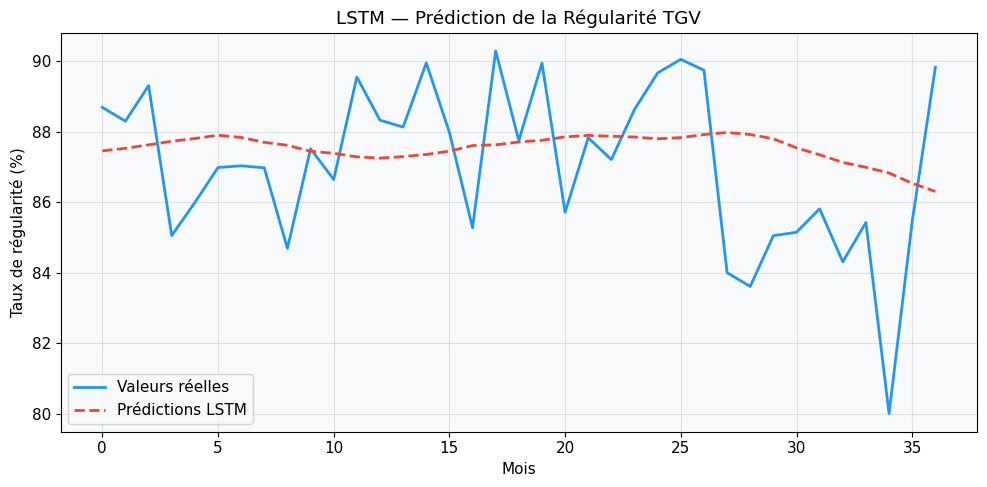 LSTM — Prédiction de la Régularité TGV
Taux de régularité (%)
90
88
86
84
82
80
Valeurs réelles
Prédictions LSTM
0 5 10 15 20 25 30 35
Mois